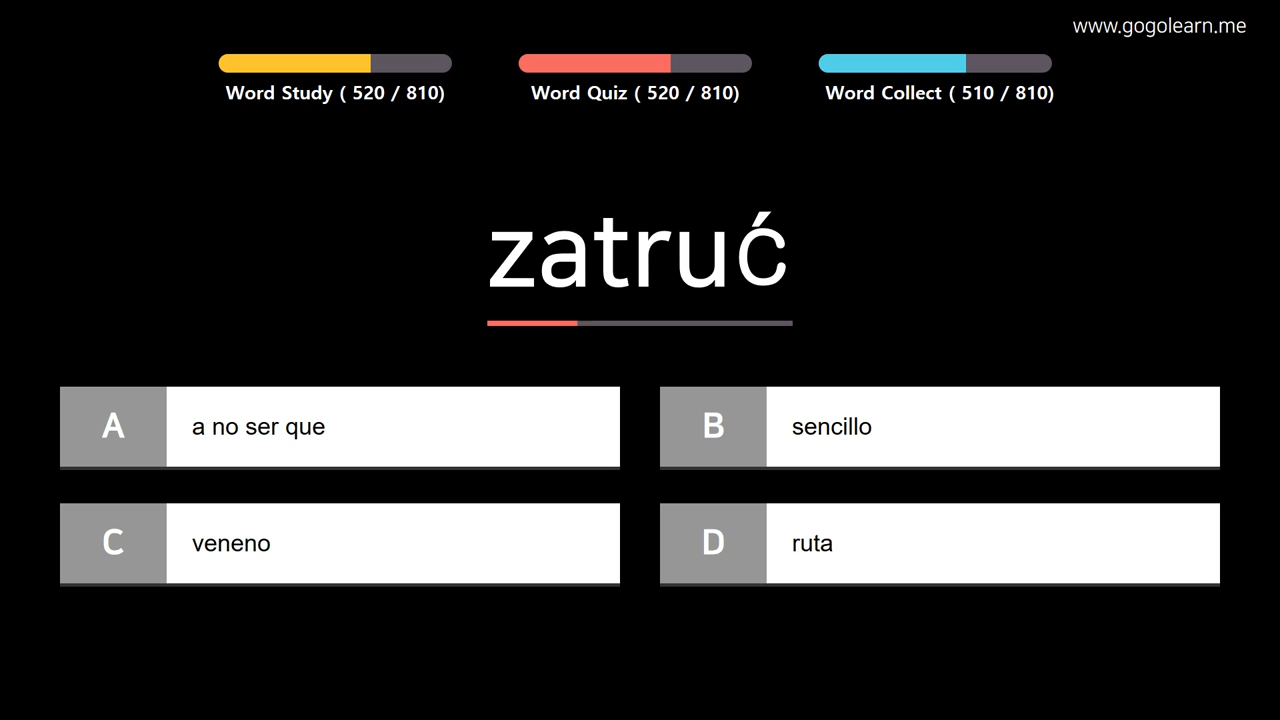 www.gogolearn.me
Word Study ( 520 / 810)
Word Quiz ( 520 / 810)
Word Collect ( 510 / 810)
zatruć
A
a no ser que
B
sencillo
C
veneno
D
ruta